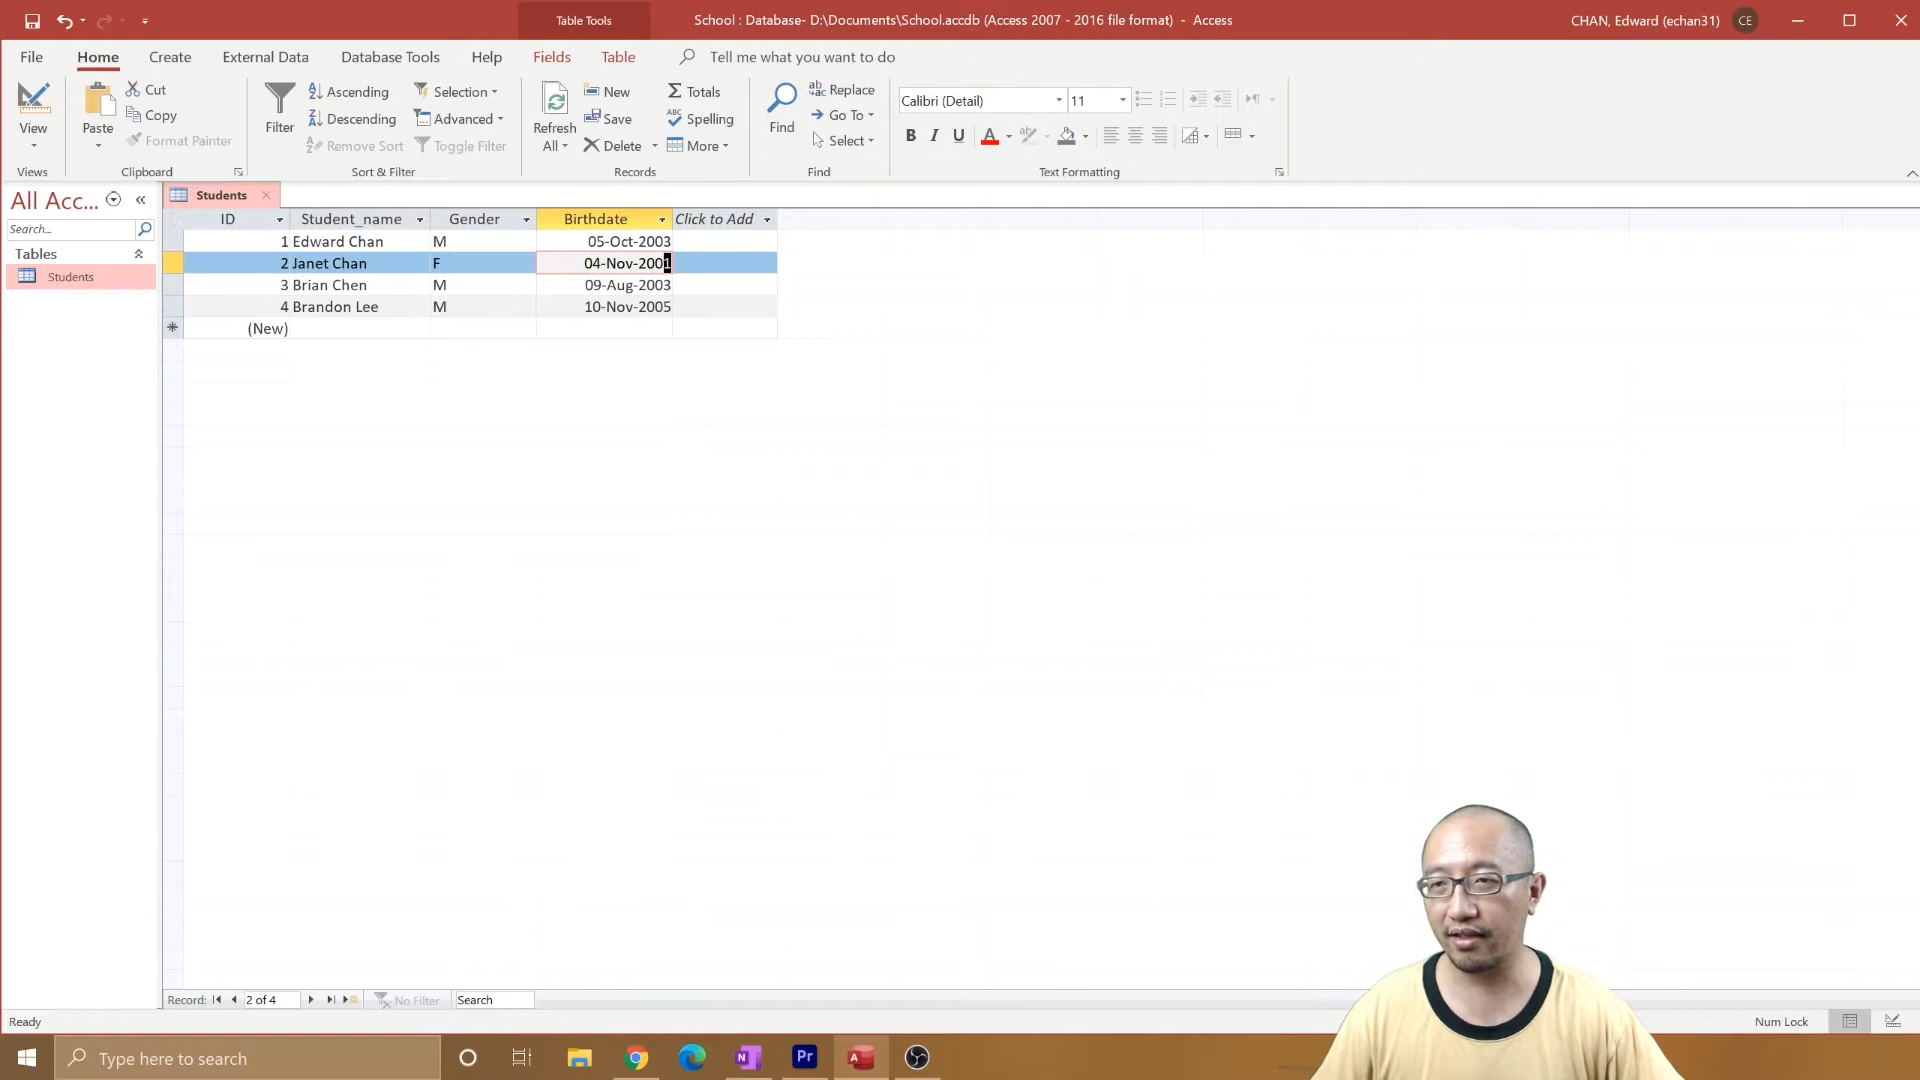 Table Tools
School : Database- D:\Documents\School.accdb (Access 2007 - 2016 file format) - Access
CHAN, Edward (echan31)
CE
File
Home
Create
External Data
Database Tools
Help
Fields
Table
Tell me what you want to do
View
Views
Paste
Cut
Copy
Format Painter
Clipboard
Filter
Ascending
Descending
Remove Sort
Selection
Advanced
Toggle Filter
Sort & Filter
Refresh
All
New
Save
Delete
Totals
Spelling
More
Records
Find
Replace
Go To
Select
Find
Calibri (Detail)
11
B I U A
Text Formatting
All Acc...
Search...
Tables
Students
Students
ID Student_name Gender Birthdate Click to Add
1 Edward Chan M 05-Oct-2003
2 Janet Chan F 04-Nov-2001
3 Brian Chen M 09-Aug-2003
4 Brandon Lee M 10-Nov-2005
(New)
Record: 2 of 4 No Filter Search
Ready
Num Lock
Type here to search
N
Pr